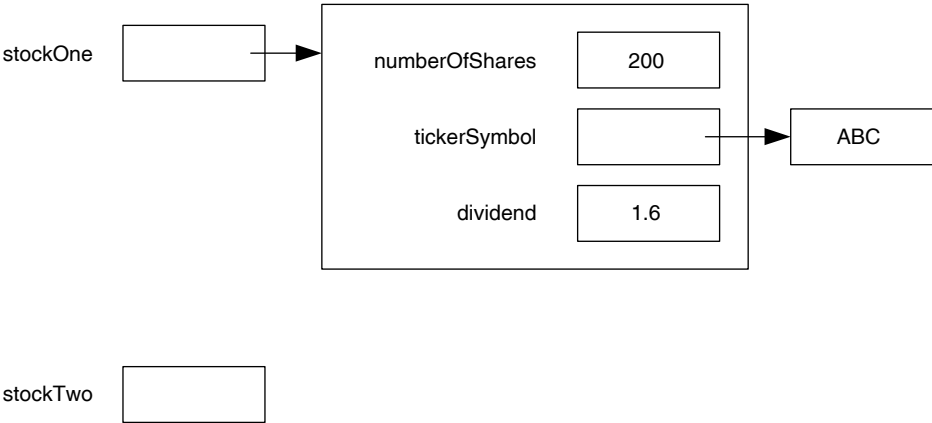 stockOne
numberOfShares 200
tickerSymbol ABC
dividend 1.6
stockTwo